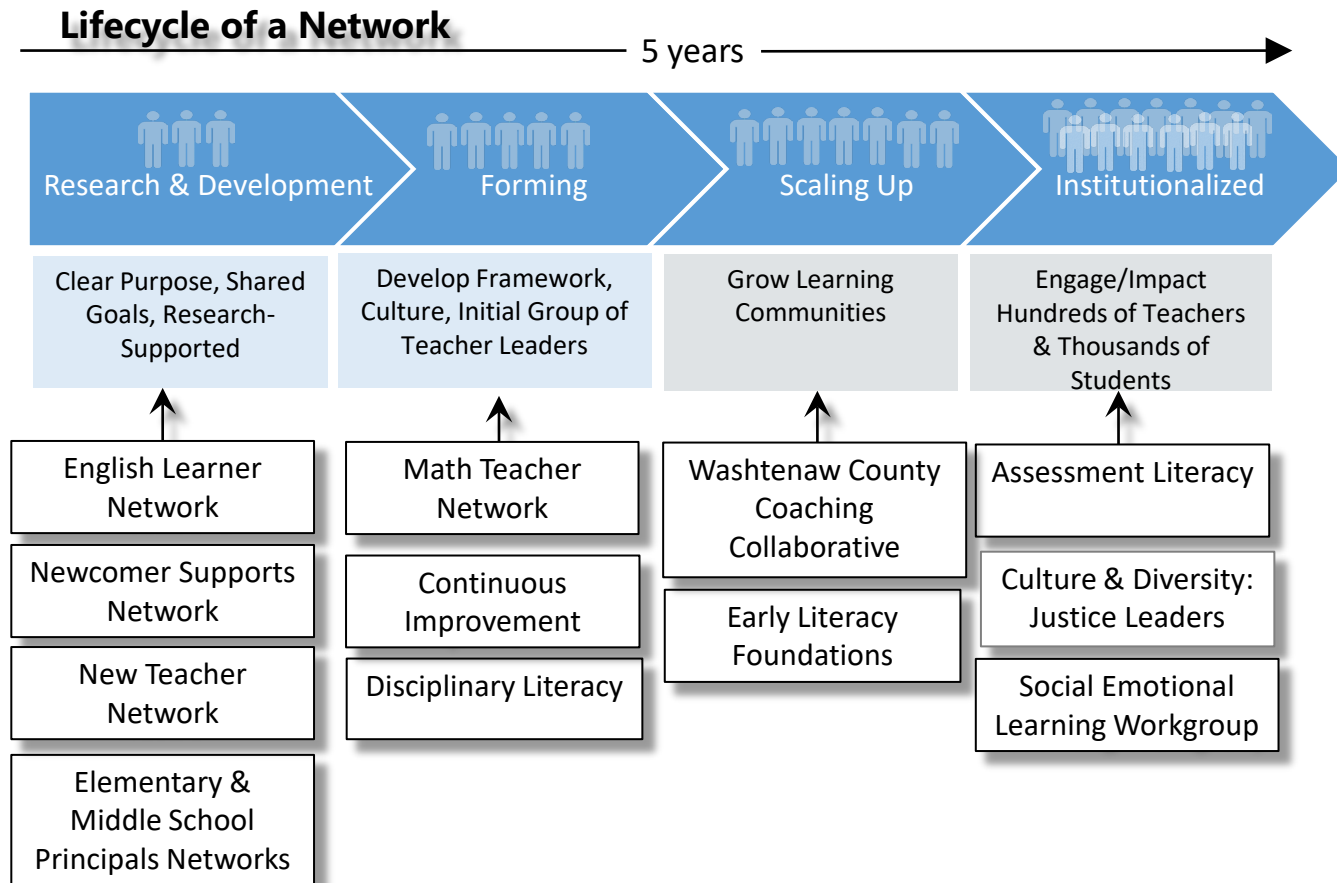 Lifecycle of a Network
5 years
Research & Development
Forming
Scaling Up
Institutionalized
Clear Purpose, Shared
Goals, Research-
Supported
Develop Framework,
Culture, Initial Group of
Teacher Leaders
Grow Learning
Communities
Engage/Impact
Hundreds of Teachers
& Thousands of
Students
English Learner
Network
Newcomer Supports
Network
New Teacher
Network
Elementary &
Middle School
Principals Networks
Math Teacher
Network
Continuous
Improvement
Disciplinary Literacy
Washtenaw County
Coaching
Collaborative
Early Literacy
Foundations
Assessment Literacy
Culture & Diversity:
Justice Leaders
Social Emotional
Learning Workgroup